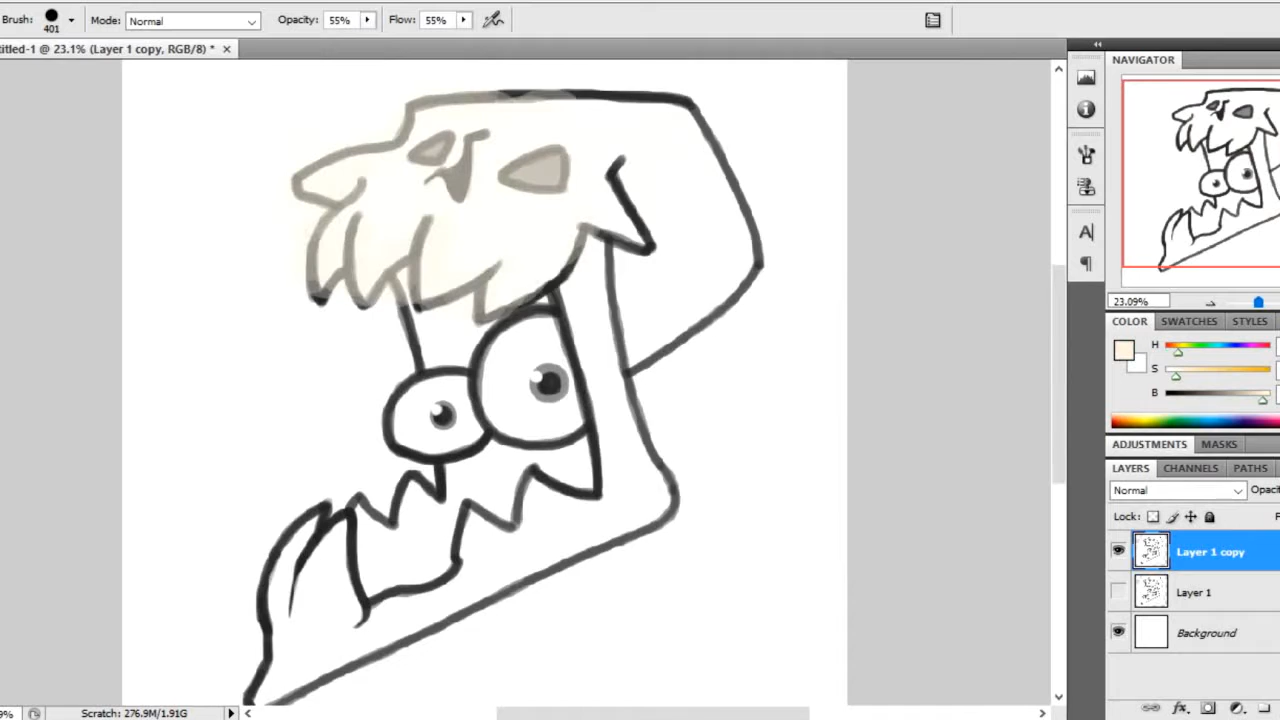 Brush: 401 Mode: Normal Opacity: 55% Flow: 55%
titled-1 @ 23.1% (Layer 1 copy, RGB/8) * ×
NAVIGATOR
23.09%
COLOR SWATCHES STYLES
H
S
B
ADJUSTMENTS MASKS
LAYERS CHANNELS PATHS
Normal Opacit
Lock: F
Layer 1 copy
Layer 1
Background
9% Scratch: 276.9M/1.91G